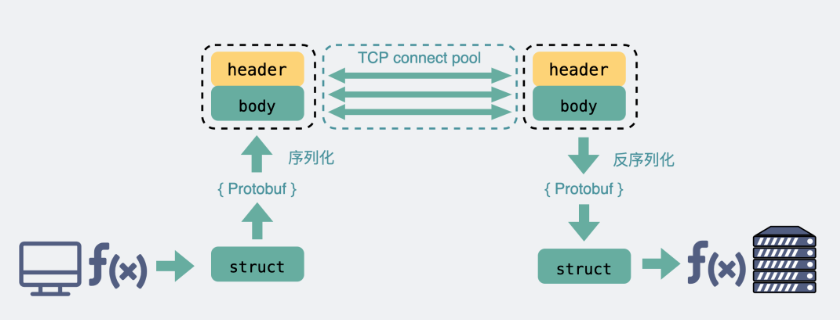 TCP connect pool
header
header
body
body
序列化
反序列化
{ Protobuf }
{ Protobuf }
f(x)
struct
struct
f(x)